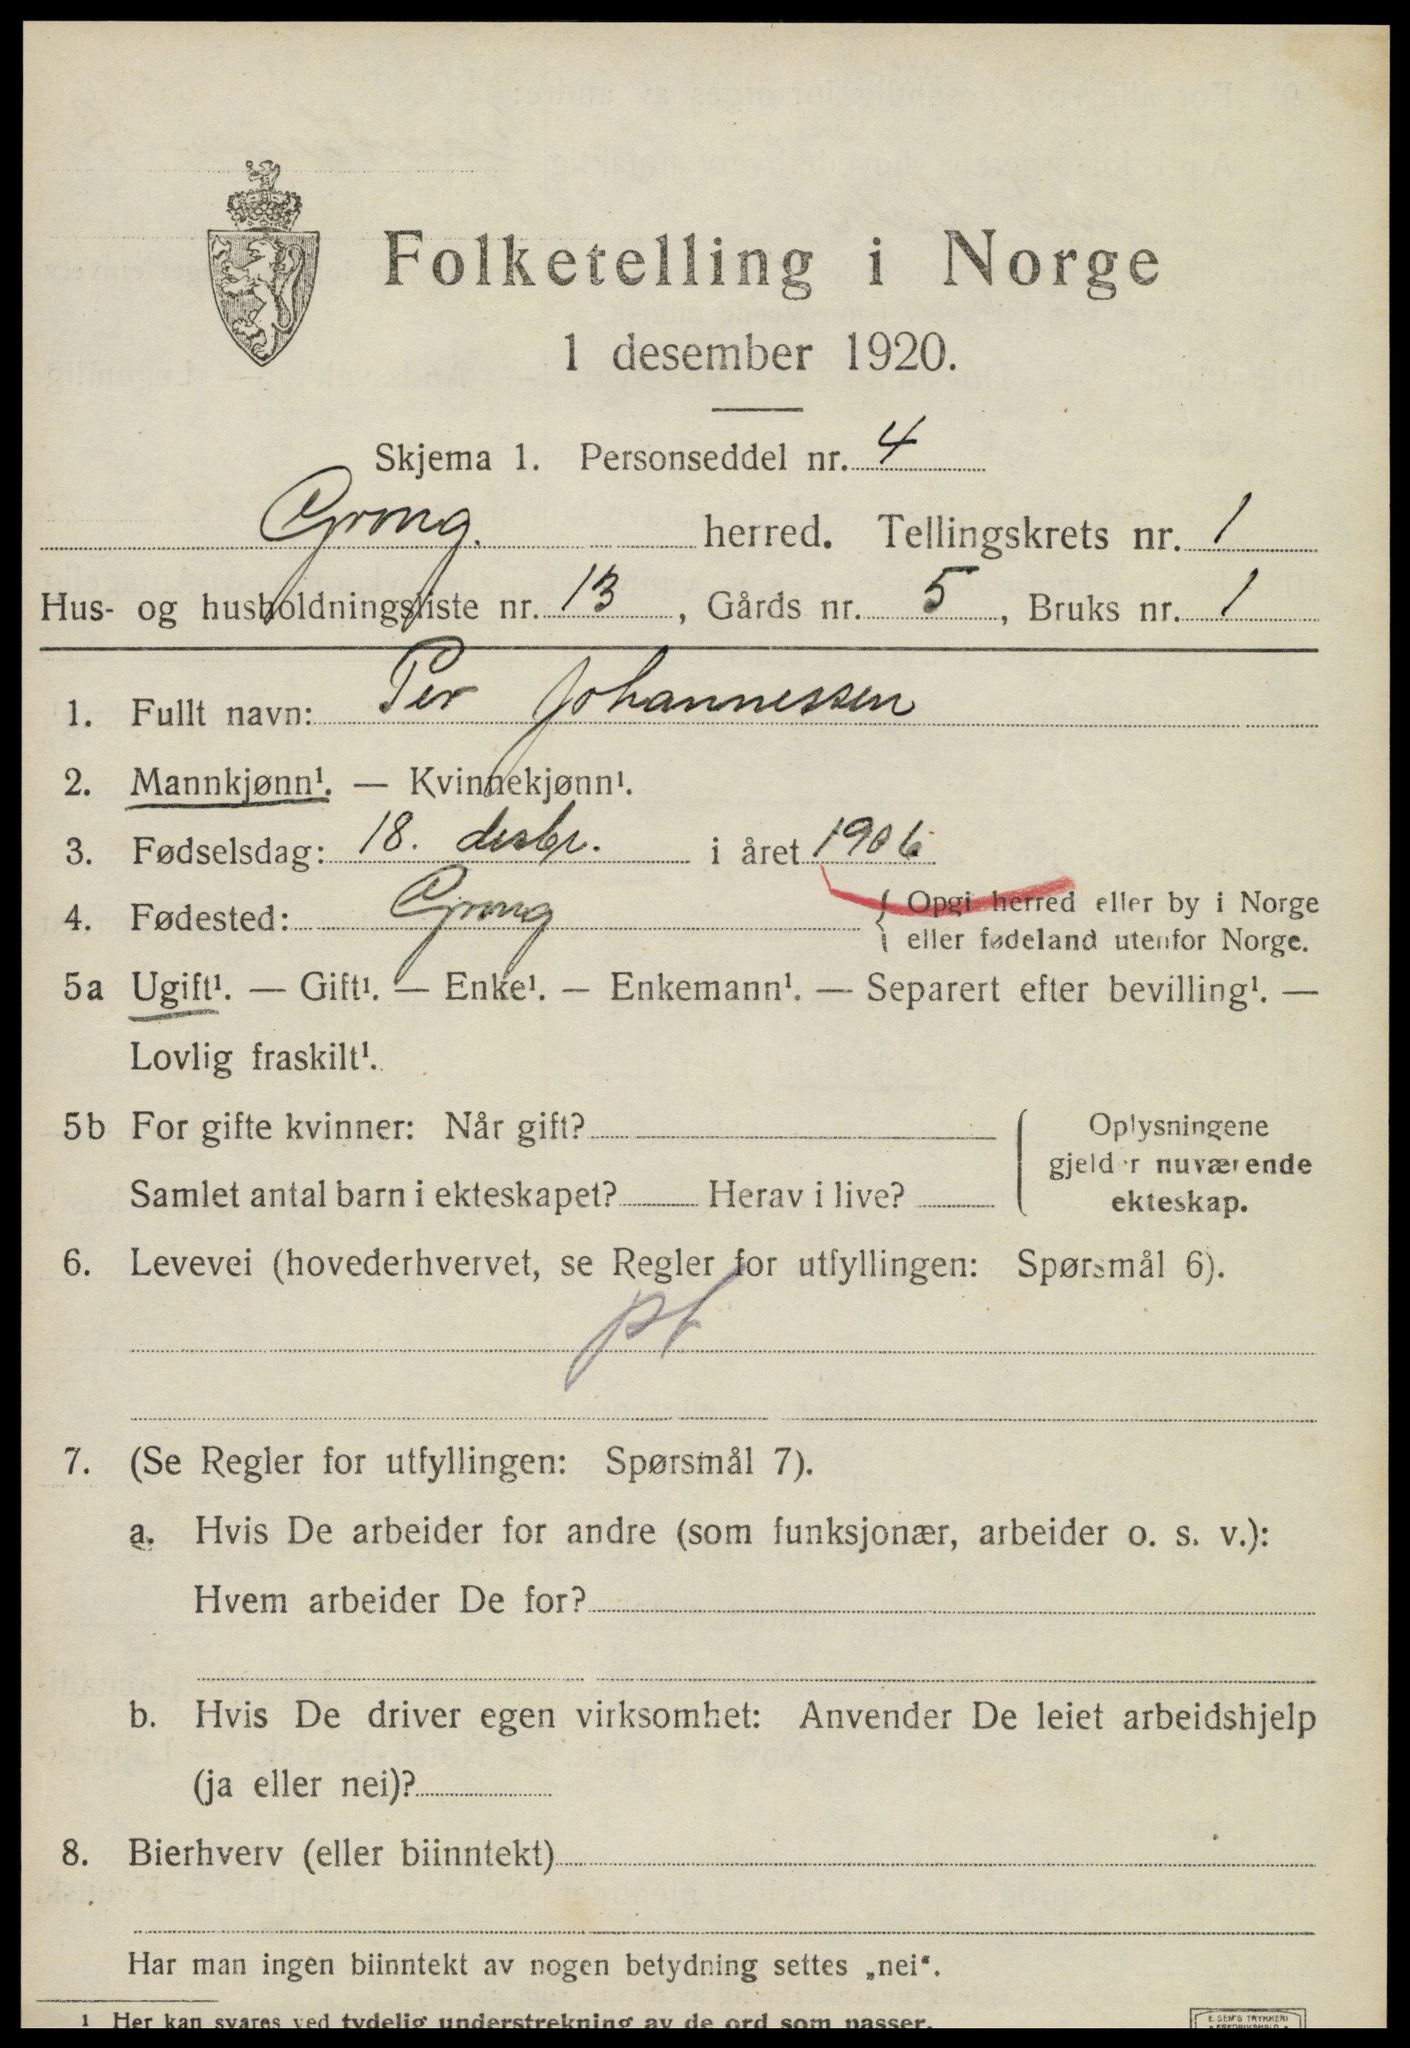 Folketelling i Norge
1 desember 1920.
Skjema 1. Personseddel nr. 4
Grong. herred. Tellingskrets nr. 1
Hus- og husholdningsliste nr. 13, Gårds nr. 5, Bruks nr. 1
1. Fullt navn: Per Johannessen
2. Mannkjønn¹. — Kvinnekjønn¹.
3. Fødselsdag: 18. desbr. i året 1906
4. Fødested: Grong { Opgi herred eller by i Norge
eller fødeland utenfor Norge.
5a Ugift¹. — Gift¹. — Enke¹. — Enkemann¹. — Separert efter bevilling¹. —
Lovlig fraskilt¹.
5b For gifte kvinner: Når gift? Oplysningene
gjelder nuværende
Samlet antal barn i ekteskapet? Herav i live? ekteskap.
6. Levevei (hovederhvervet, se Regler for utfyllingen: Spørsmål 6).
pf
7. (Se Regler for utfyllingen: Spørsmål 7).
a. Hvis De arbeider for andre (som funksjonær, arbeider o. s. v.):
Hvem arbeider De for?
b. Hvis De driver egen virksomhet: Anvender De leiet arbeidshjelp
(ja eller nei)?
8. Bierhverv (eller biinntekt)
Har man ingen biinntekt av nogen betydning settes „nei“.
¹ Her kan svares ved tydelig understrekning av de ord som passer.
E. SEM'S TRYKKERI
FREDRIKSHALD